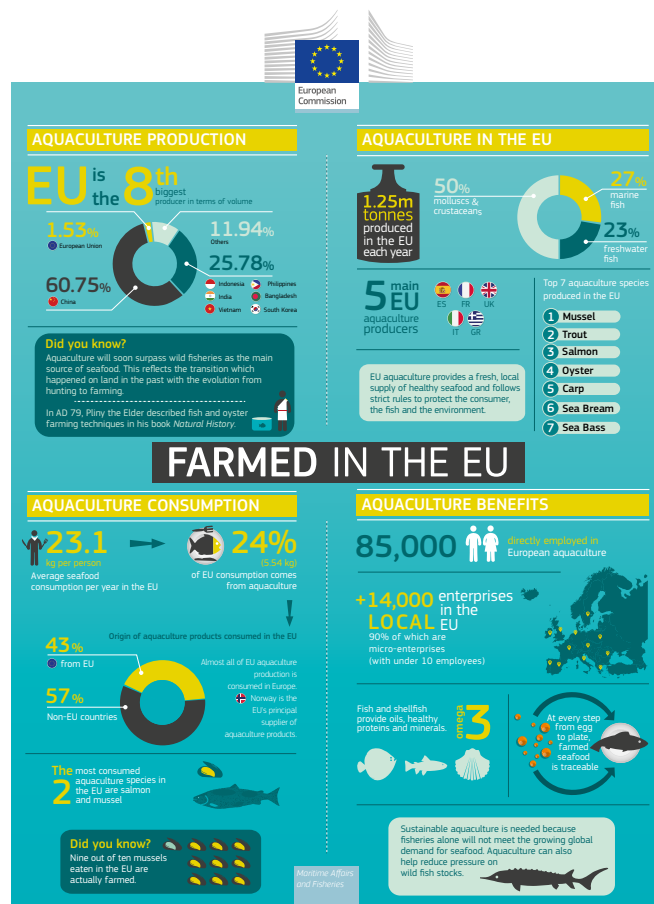 European
Commission
AQUACULTURE PRODUCTION
EU is the 8th
biggest
producer in terms of volume
1.53%
European Union
11.94%
Others
25.78%
60.75%
China
Indonesia
Philippines
India
Bangladesh
Vietnam
South Korea
Did you know?
Aquaculture will soon surpass wild fisheries as the main
source of seafood. This reflects the transition which
happened on land in the past with the evolution from
hunting to farming.
In AD 79, Pliny the Elder described fish and oyster
farming techniques in his book Natural History.
AQUACULTURE IN THE EU
1.25m
tonnes
produced
in the EU
each year
50%
molluscs &
crustaceans
27%
marine
fish
23%
freshwater
fish
5 main
EU
aquaculture
producers
ES
FR
UK
IT
GR
EU aquaculture provides a fresh, local
supply of healthy seafood and follows
strict rules to protect the consumer,
the fish and the environment.
Top 7 aquaculture species
produced in the EU
1 Mussel
2 Trout
3 Salmon
4 Oyster
5 Carp
6 Sea Bream
7 Sea Bass
FARMED IN THE EU
AQUACULTURE CONSUMPTION
23.1
kg per person
Average seafood
consumption per year in the EU
24%
(5.54 kg)
of EU consumption comes
from aquaculture
Origin of aquaculture products consumed in the EU
43%
from EU
57%
Non-EU countries
Almost all of EU aquaculture
production is
consumed in Europe.
Norway is the
EU's principal
supplier of
aquaculture products.
The 2 most consumed
aquaculture species in
the EU are salmon
and mussel
Did you know?
Nine out of ten mussels
eaten in the EU are
actually farmed.
Maritime Affairs
and Fisheries
AQUACULTURE BENEFITS
85,000
directly employed in
European aquaculture
+14,000 enterprises
LOCAL in the
EU
90% of which are
micro-enterprises
(with under 10 employees)
Fish and shellfish
provide oils, healthy
proteins and minerals.
omega 3
At every step
from egg
to plate,
farmed
seafood
is traceable
Sustainable aquaculture is needed because
fisheries alone will not meet the growing global
demand for seafood. Aquaculture can also
help reduce pressure on
wild fish stocks.